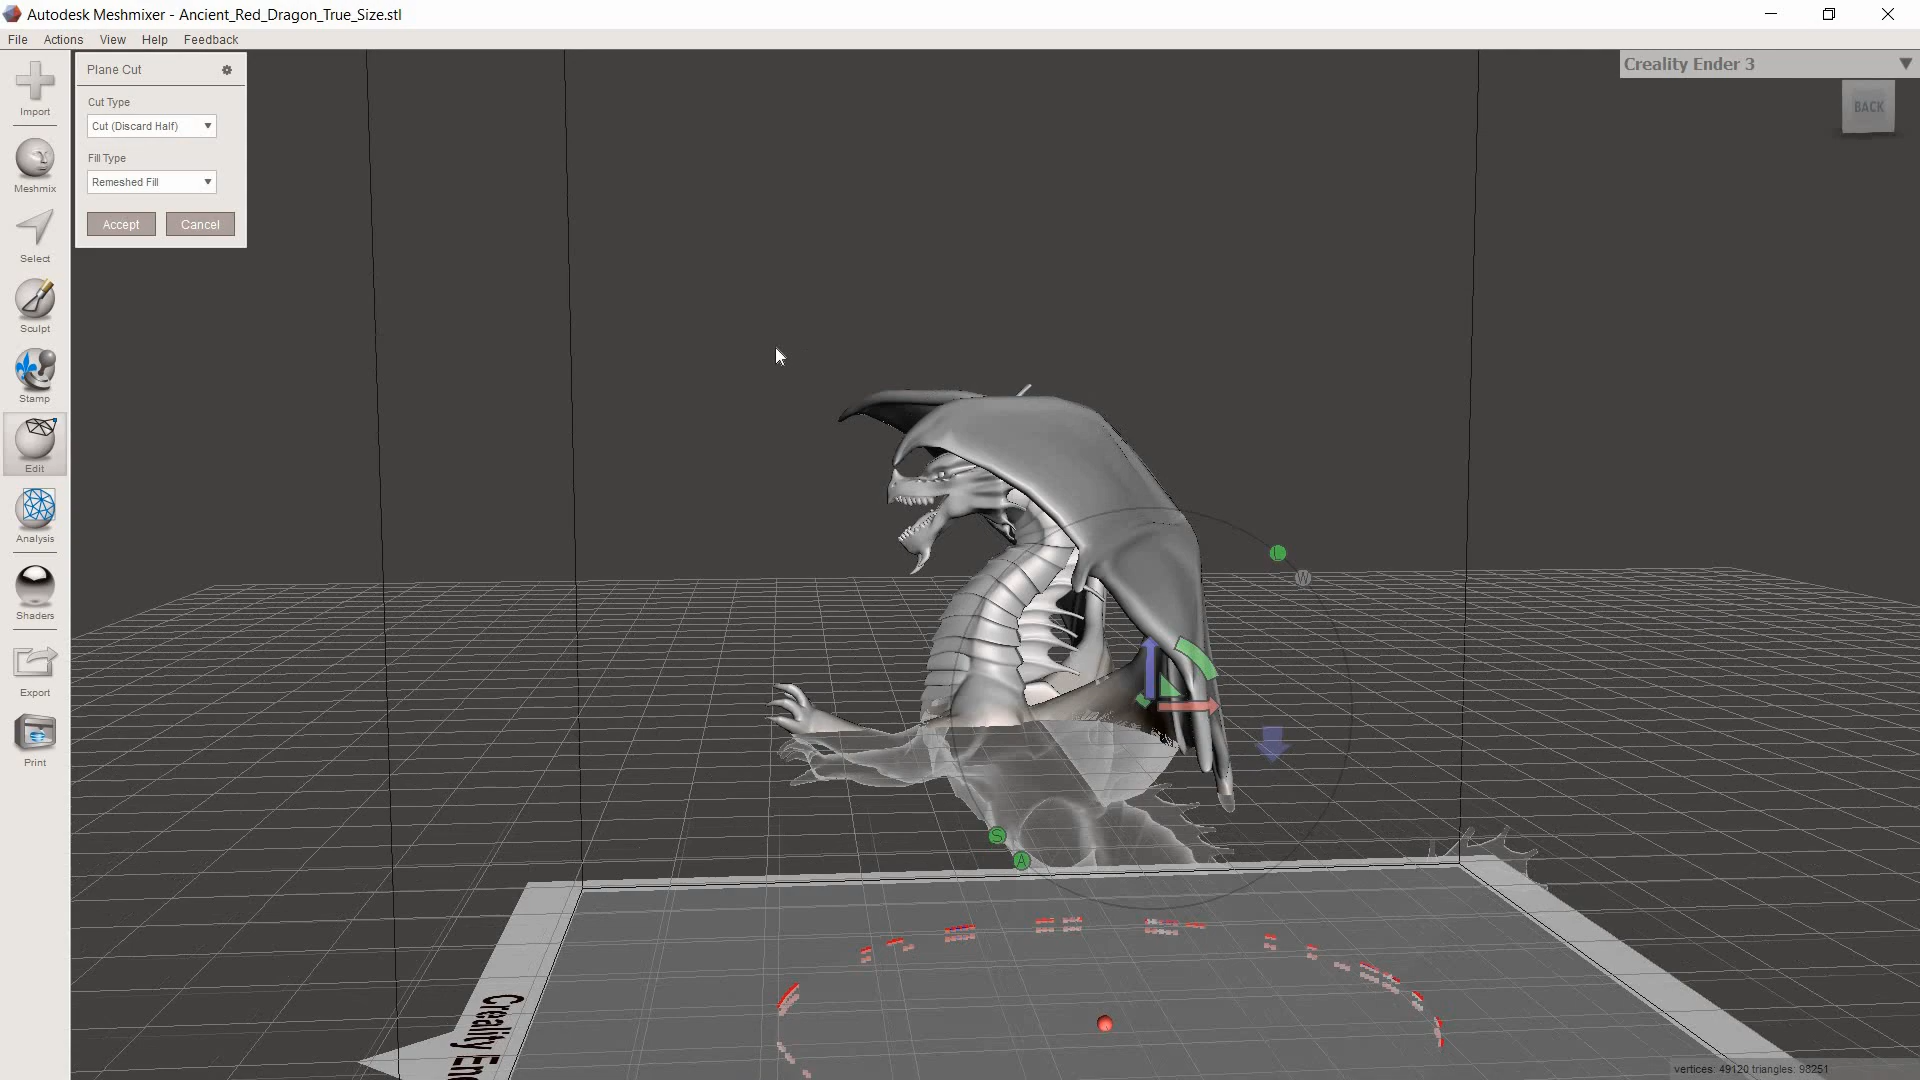 Autodesk Meshmixer - Ancient_Red_Dragon_True_Size.stl
File Actions View Help Feedback
Import
Meshmix
Select
Sculpt
Stamp
Edit
Analysis
Shaders
Export
Print
Plane Cut
Cut Type
Cut (Discard Half)
Fill Type
Remeshed Fill
Accept Cancel
Creality Ender 3
BACK
L
W
S
A
Creality En
vertices: 49120 triangles: 98251